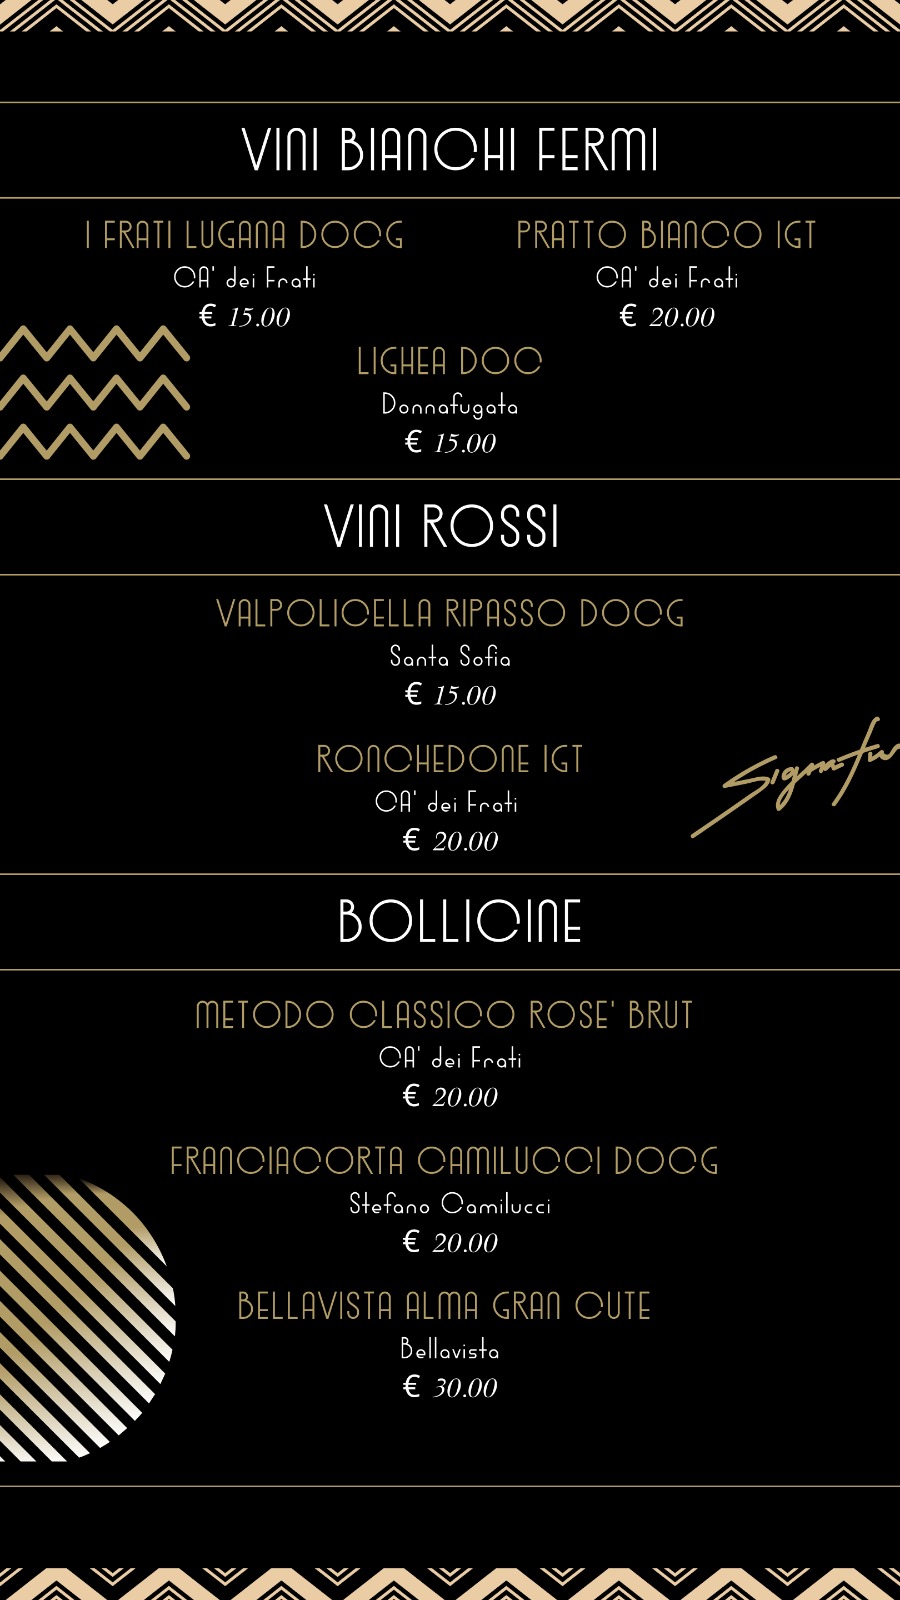 VINI BIANCHI FERMI
I FRATI LUGANA DOCG
CA' dei Frati
€ 15.00
PRATTO BIANCO IGT
CA' dei Frati
€ 20.00
LIGHEA DOC
Donnafugata
€ 15.00
VINI ROSSI
VALPOLICELLA RIPASSO DOCG
Santa Sofia
€ 15.00
RONCHEDONE IGT
CA' dei Frati
€ 20.00
BOLLICINE
METODO CLASSICO ROSE' BRUT
CA' dei Frati
€ 20.00
FRANCIACORTA CAMILUCCI DOCG
Stefano Camilucci
€ 20.00
BELLAVISTA ALMA GRAN CUTE
Bellavista
€ 30.00